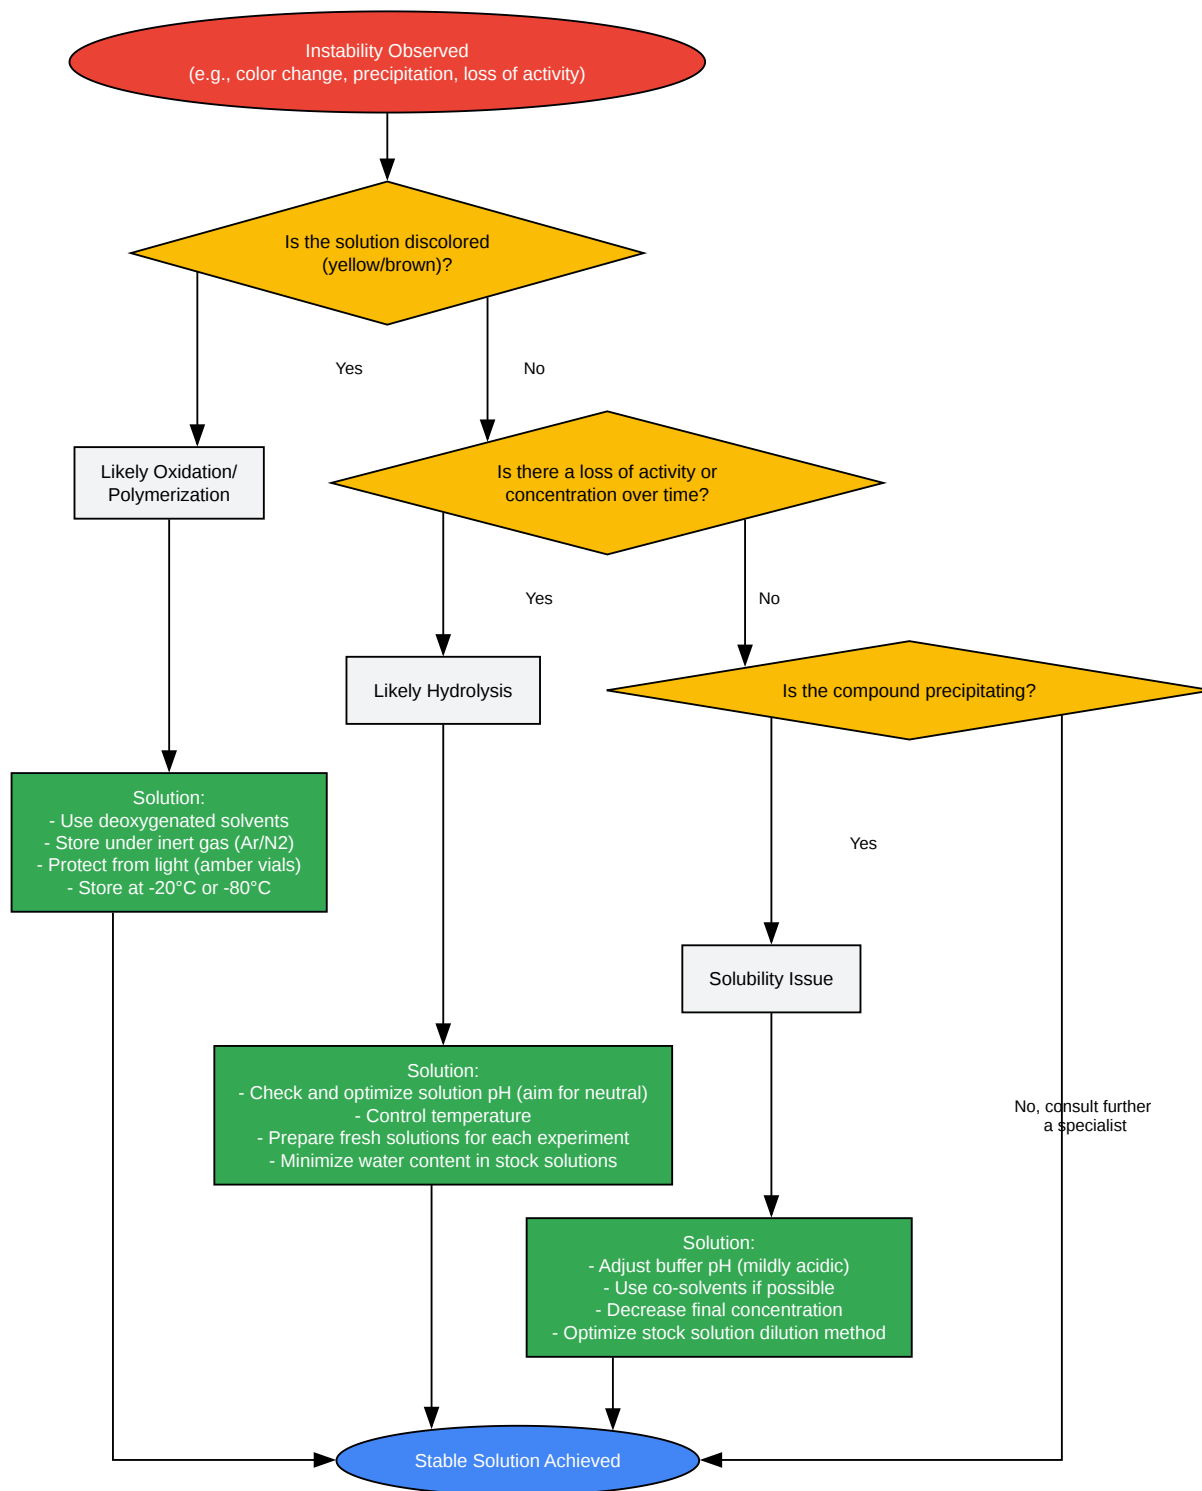 Instability Observed
(e.g., color change, precipitation, loss of activity)
Is the solution discolored
(yellow/brown)?
Yes
No
Likely Oxidation/
Polymerization
Is there a loss of activity or
concentration over time?
Yes
No
Likely Hydrolysis
Is the compound precipitating?
Solution:
- Use deoxygenated solvents
- Store under inert gas (Ar/N2)
- Protect from light (amber vials)
- Store at -20°C or -80°C
Yes
Solubility Issue
Solution:
- Check and optimize solution pH (aim for neutral)
- Control temperature
- Prepare fresh solutions for each experiment
- Minimize water content in stock solutions
No, consult further
a specialist
Solution:
- Adjust buffer pH (mildly acidic)
- Use co-solvents if possible
- Decrease final concentration
- Optimize stock solution dilution method
Stable Solution Achieved